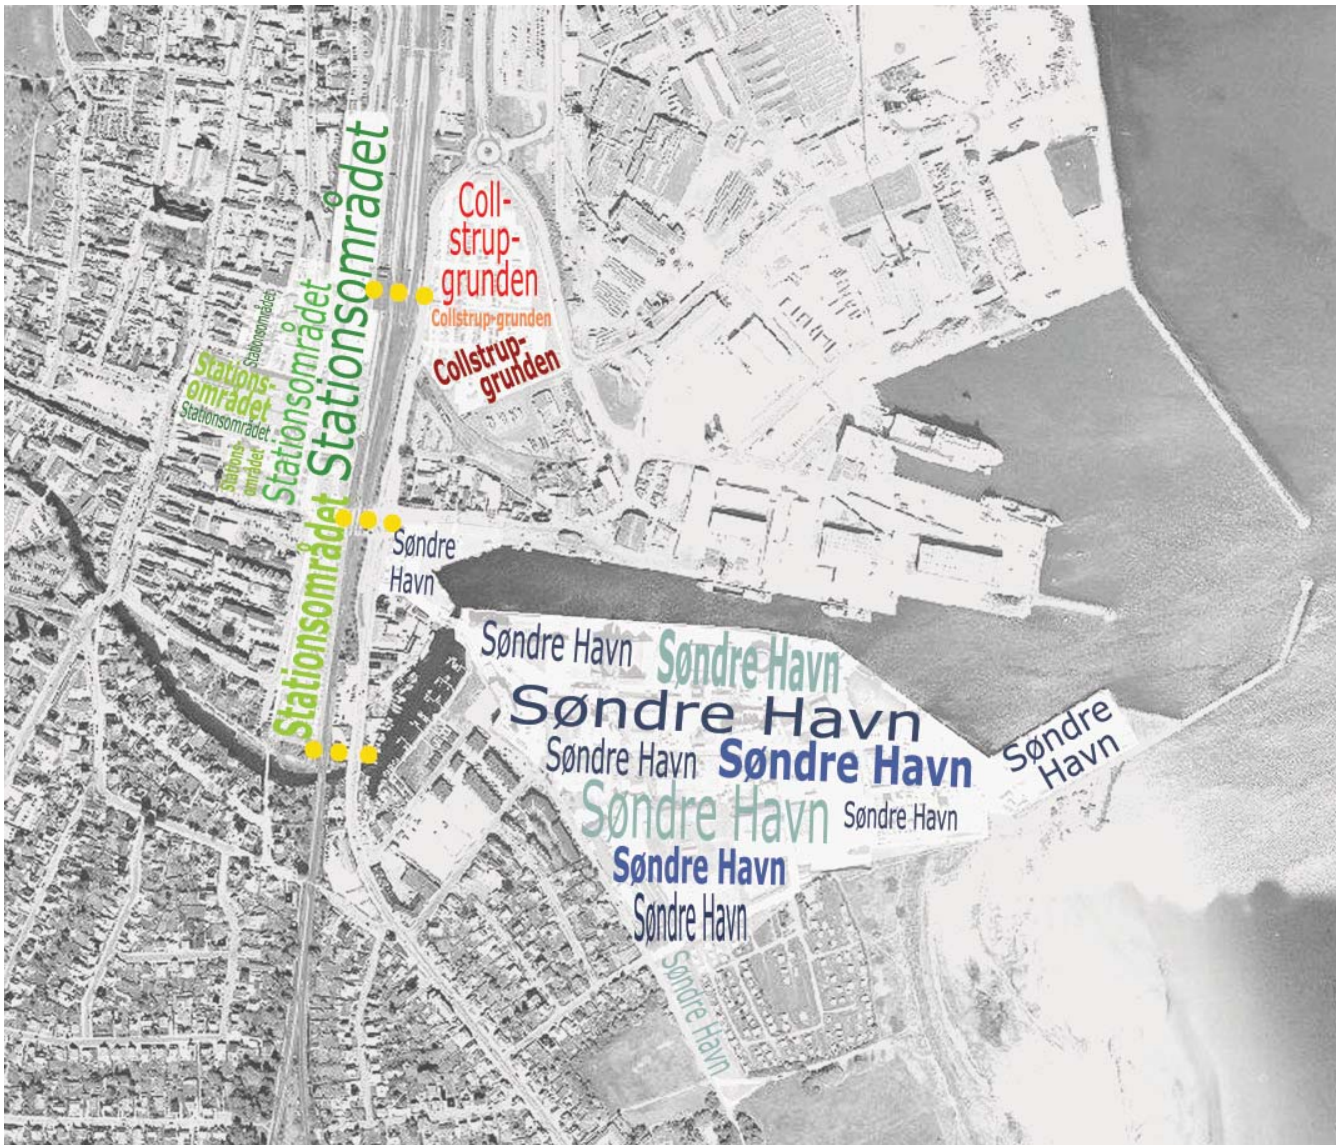 Stationsområdet
Coll-
strup-
grunden
Collstrup-grunden
Collstrup-
grunden
Stationsområdet
Stationsområdet
Stations-
området
Stationsområdet
Stations-
området
Stationsområdet
Søndre
Havn
Søndre Havn
Søndre Havn
Søndre Havn
Søndre Havn
Søndre Havn
Søndre
Havn
Søndre Havn
Søndre Havn
Søndre Havn
Søndre Havn
Søndre Havn